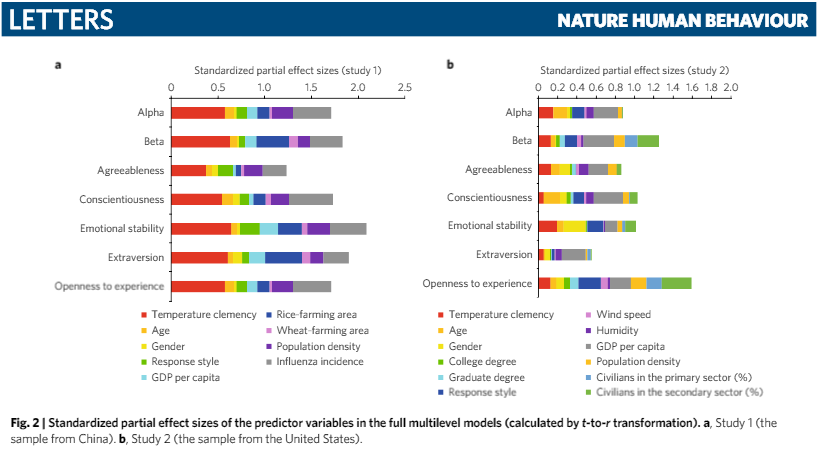 LETTERS
NATURE HUMAN BEHAVIOUR
a
Standardized partial effect sizes (study 1)
0 0.5 1.0 1.5 2.0 2.5
Alpha
Beta
Agreeableness
Conscientiousness
Emotional stability
Extraversion
Openness to experience
Temperature clemency
Age
Gender
Response style
GDP per capita
Rice-farming area
Wheat-farming area
Population density
Influenza incidence
b
Standardized partial effect sizes (study 2)
0 0.2 0.4 0.6 0.8 1.0 1.2 1.4 1.6 1.8 2.0
Alpha
Beta
Agreeableness
Conscientiousness
Emotional stability
Extraversion
Openness to experience
Temperature clemency
Age
Gender
College degree
Graduate degree
Response style
Wind speed
Humidity
GDP per capita
Population density
Civilians in the primary sector (%)
Civilians in the secondary sector (%)
Fig. 2 | Standardized partial effect sizes of the predictor variables in the full multilevel models (calculated by t-to-r transformation). a, Study 1 (the
sample from China). b, Study 2 (the sample from the United States).